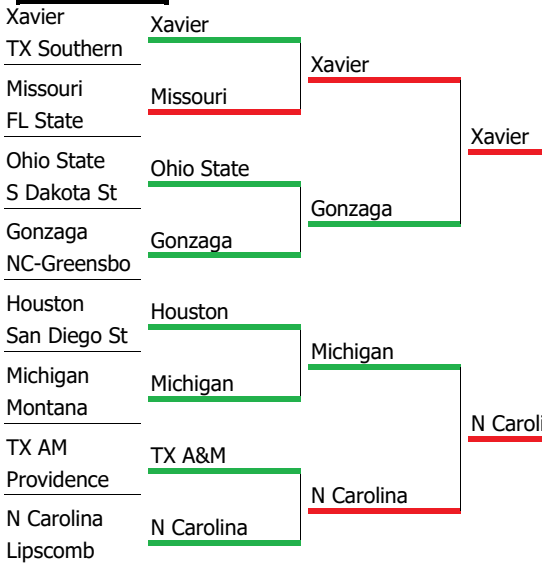 Xavier
TX Southern
Missouri
FL State
Ohio State
S Dakota St
Gonzaga
NC-Greensbo
Houston
San Diego St
Michigan
Montana
TX AM
Providence
N Carolina
Lipscomb
Xavier
Missouri
Ohio State
Gonzaga
Houston
Michigan
TX A&M
N Carolina
Xavier
Gonzaga
Michigan
N Carolina
Xavier
N Caroli